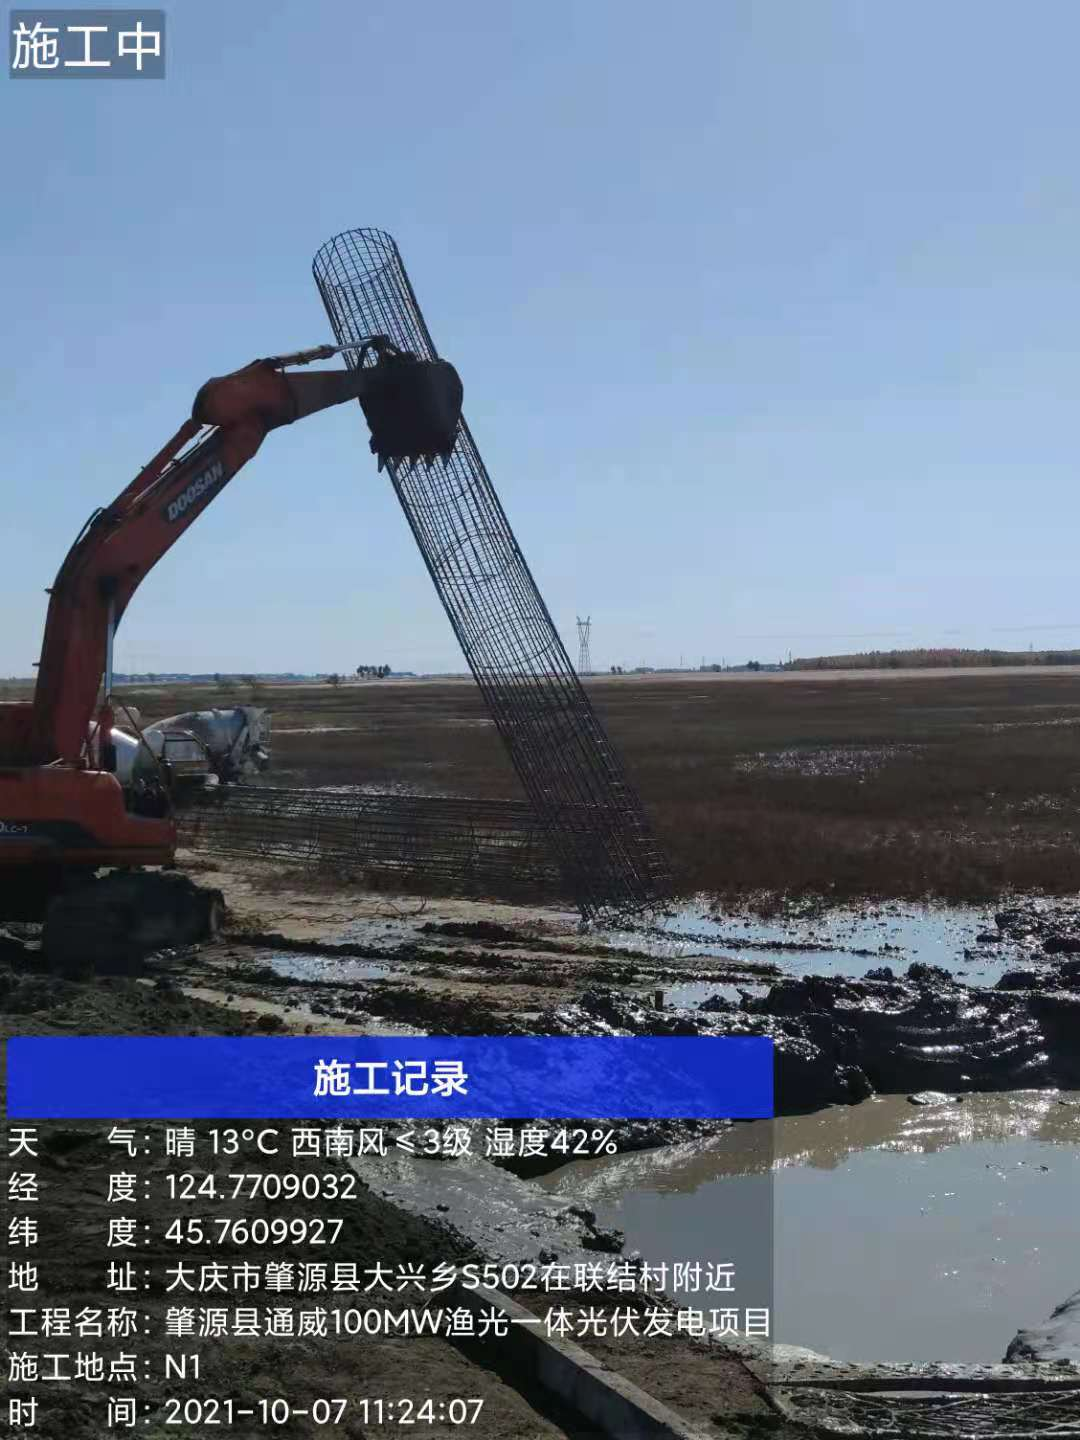 施工中
DOOSAN
LC-7
施工记录
天 气：晴 13℃ 西南风≤3级 湿度42%
经 度：124.7709032
纬 度：45.7609927
地 址：大庆市肇源县大兴乡S502在联结村附近
工程名称：肇源县通威100MW渔光一体光伏发电项目
施工地点：N1
时 间：2021-10-07 11:24:07